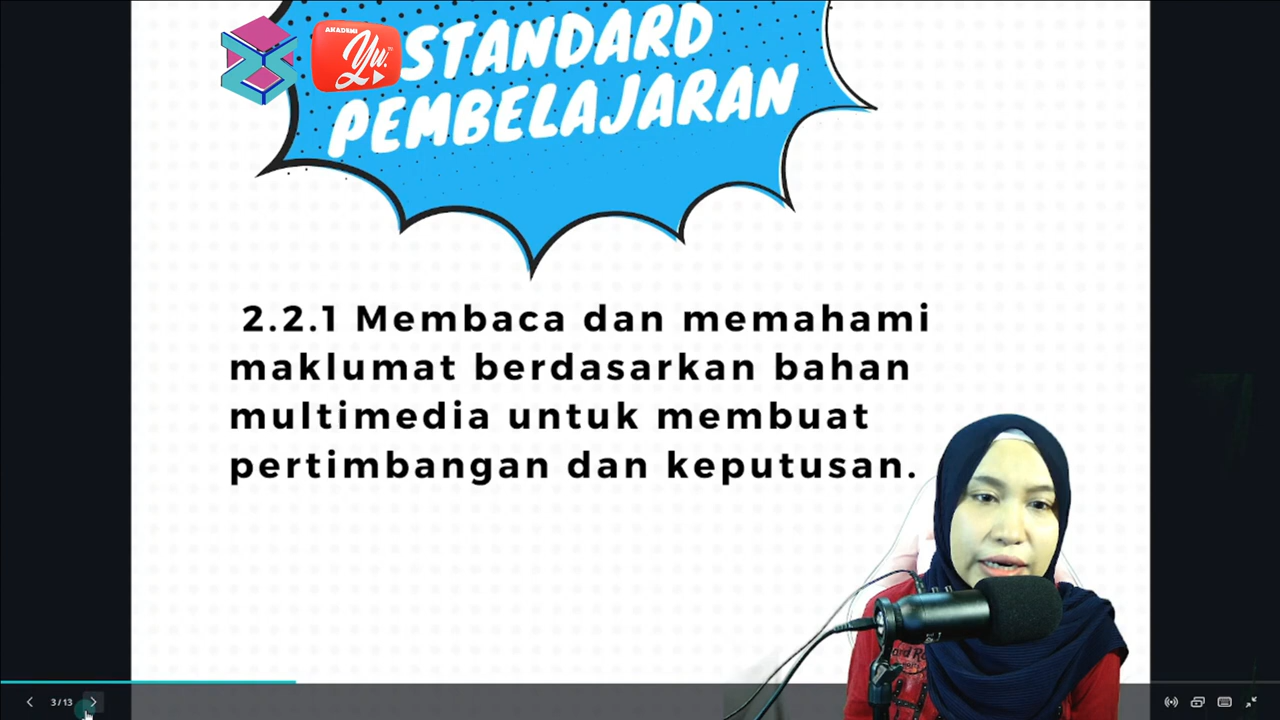 AKADEMI
Yu.
STANDARD
PEMBELAJARAN
2.2.1 Membaca dan memahami
maklumat berdasarkan bahan
multimedia untuk membuat
pertimbangan dan keputusan.
3/13